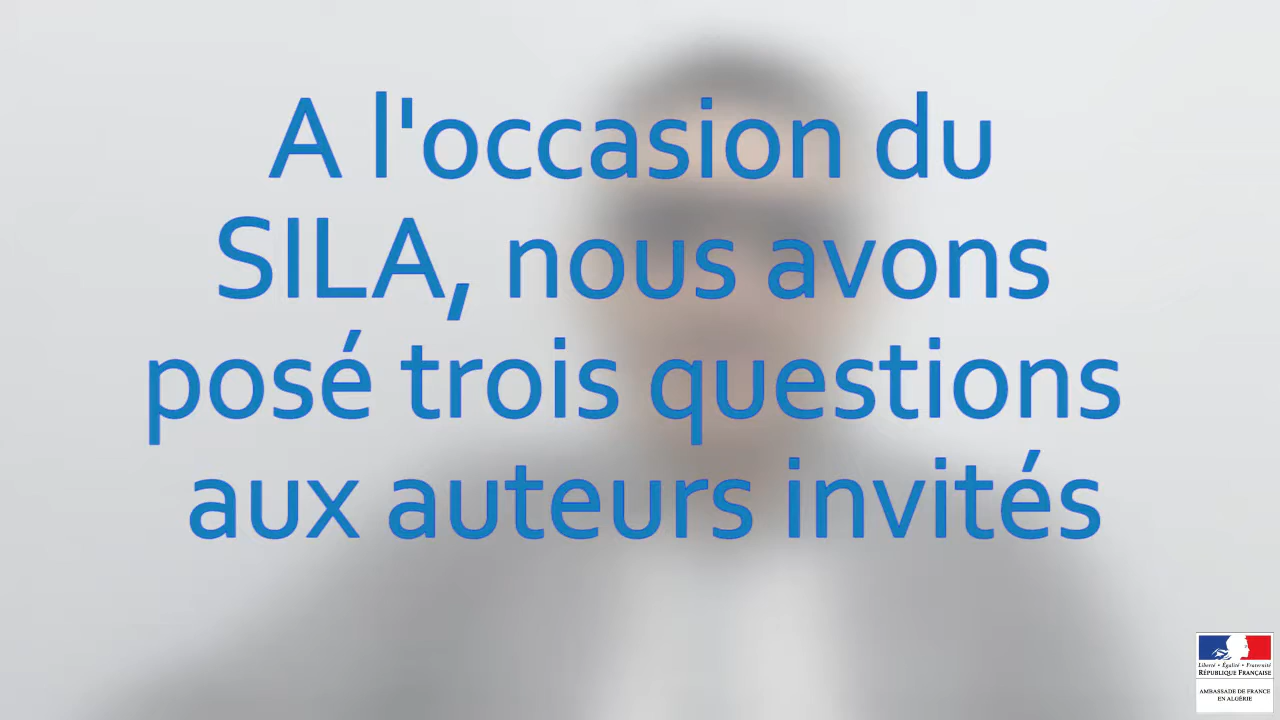 A l'occasion du
SILA, nous avons
posé trois questions
aux auteurs invités
Liberté • Égalité • Fraternité
RÉPUBLIQUE FRANÇAISE
AMBASSADE DE FRANCE
EN ALGÉRIE